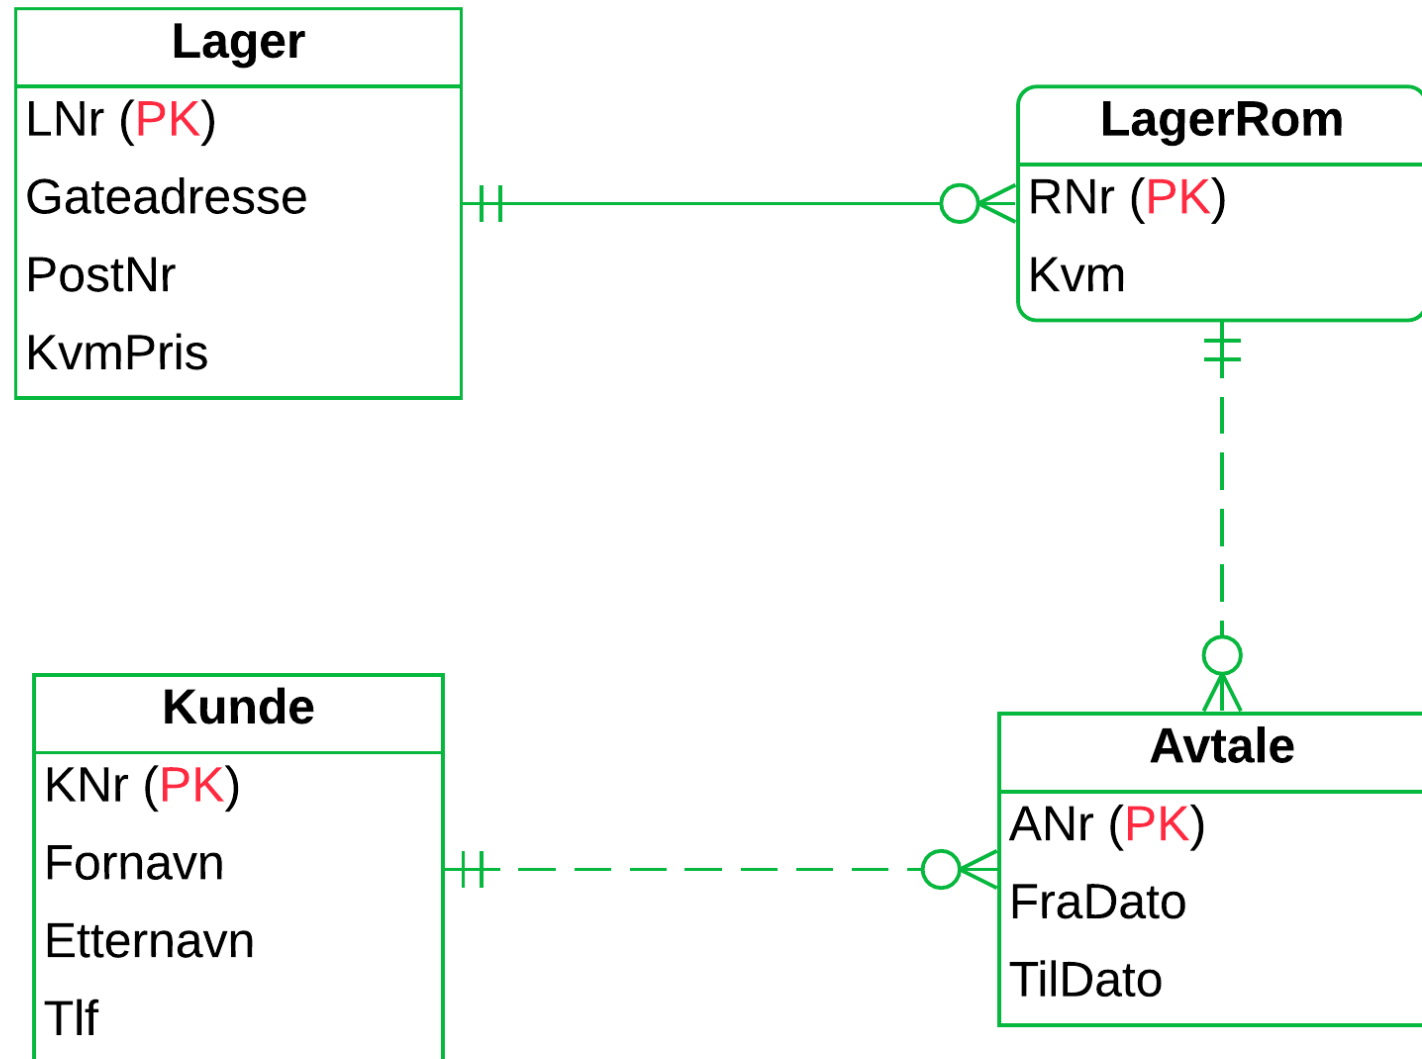 Lager
LNr (PK)
Gateadresse
PostNr
KvmPris
LagerRom
RNr (PK)
Kvm
Kunde
KNr (PK)
Fornavn
Etternavn
Tlf
Avtale
ANr (PK)
FraDato
TilDato